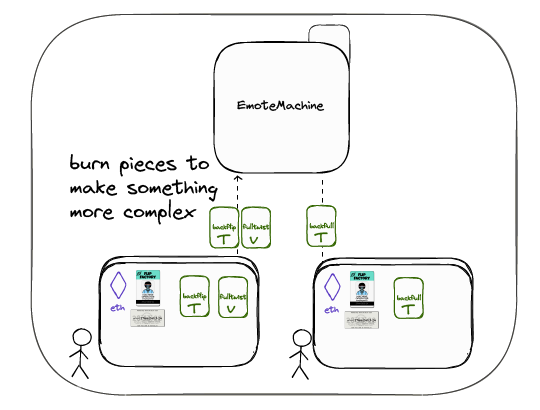 EmoteMachine
burn pieces to
make something
more complex
backflip
T
fulltwist
V
backfull
T
eth
FLIP
FACTORY
backflip
T
fulltwist
V
eth
FLIP
FACTORY
backfull
T